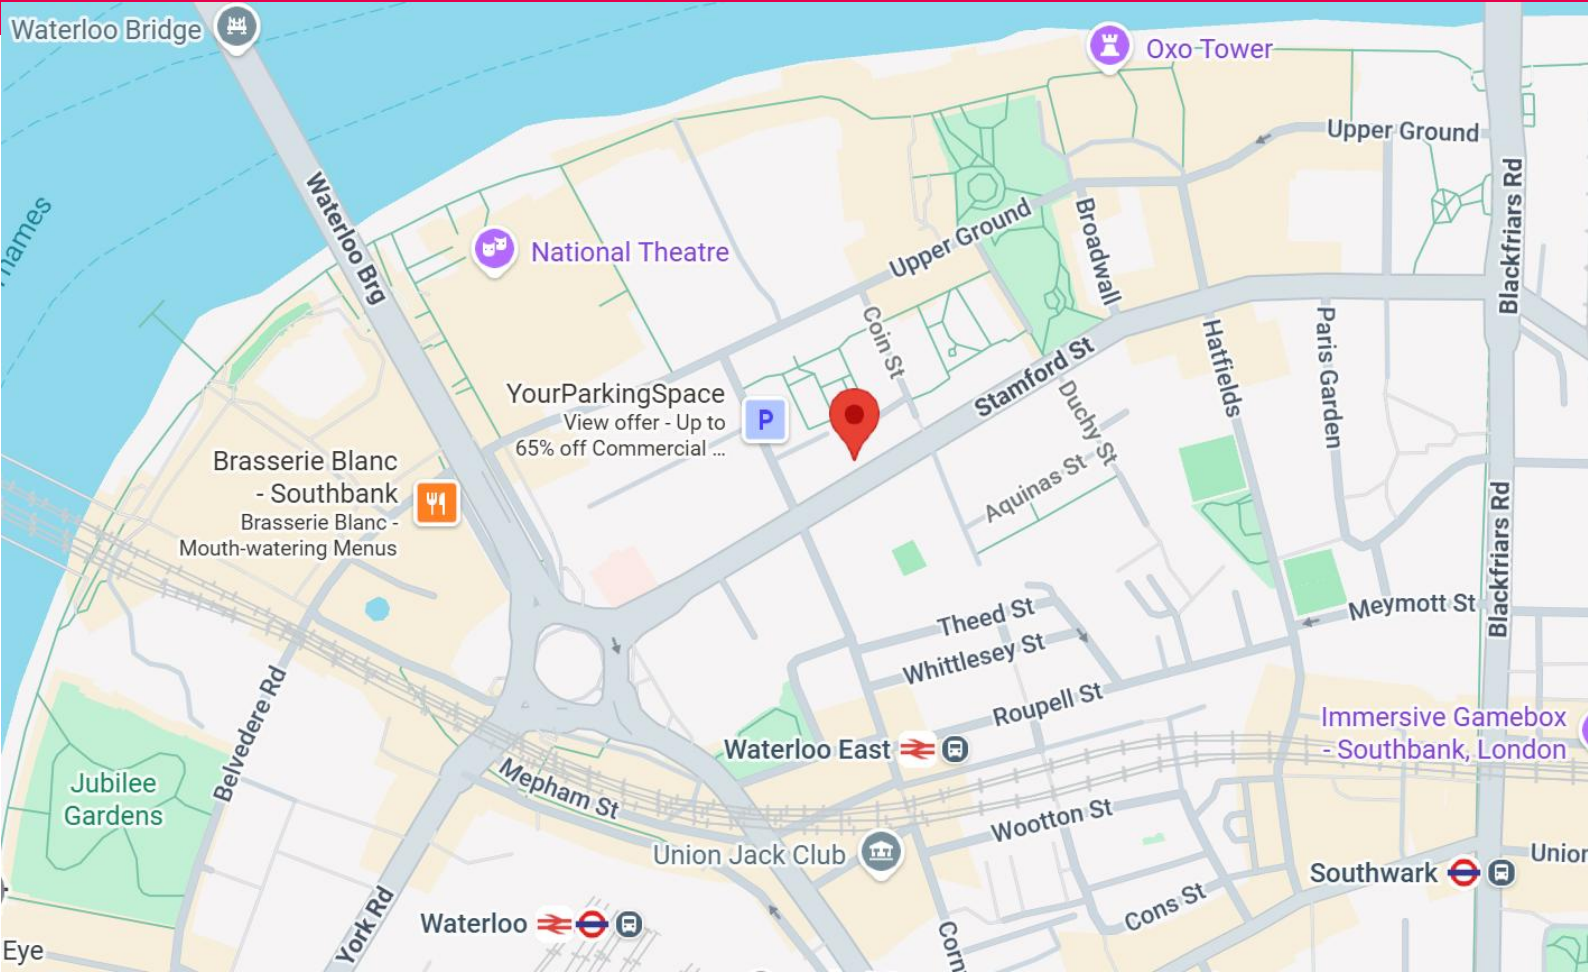 Waterloo Bridge
Oxo Tower
Upper Ground
Blackfriars Rd
Waterloo Brg
National Theatre
Upper Ground
Broadwall
Coin St
Stamford St
Hatfields
Paris Garden
Duchy St
YourParkingSpace
View offer - Up to
65% off Commercial ...
P
Brasserie Blanc
- Southbank
Brasserie Blanc -
Mouth-watering Menus
Aquinas St
Blackfriars Rd
Theed St
Meymott St
Whittlesey St
Roupell St
Belvedere Rd
Waterloo East
Immersive Gamebox
- Southbank, London
Jubilee
Gardens
Mepham St
Wootton St
Union Jack Club
Southwark
Union
Cons St
York Rd
Waterloo
Eye